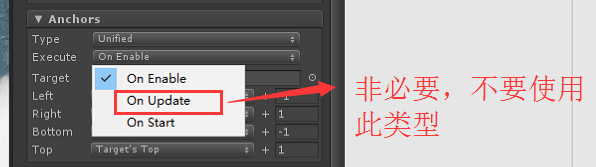 Anchors
Type Unified
Execute On Enable
Target On Enable
Left On Update +
非必要，不要使用
Right On Start + 1
此类型
Bottom + -1
Top Target's Top + 1